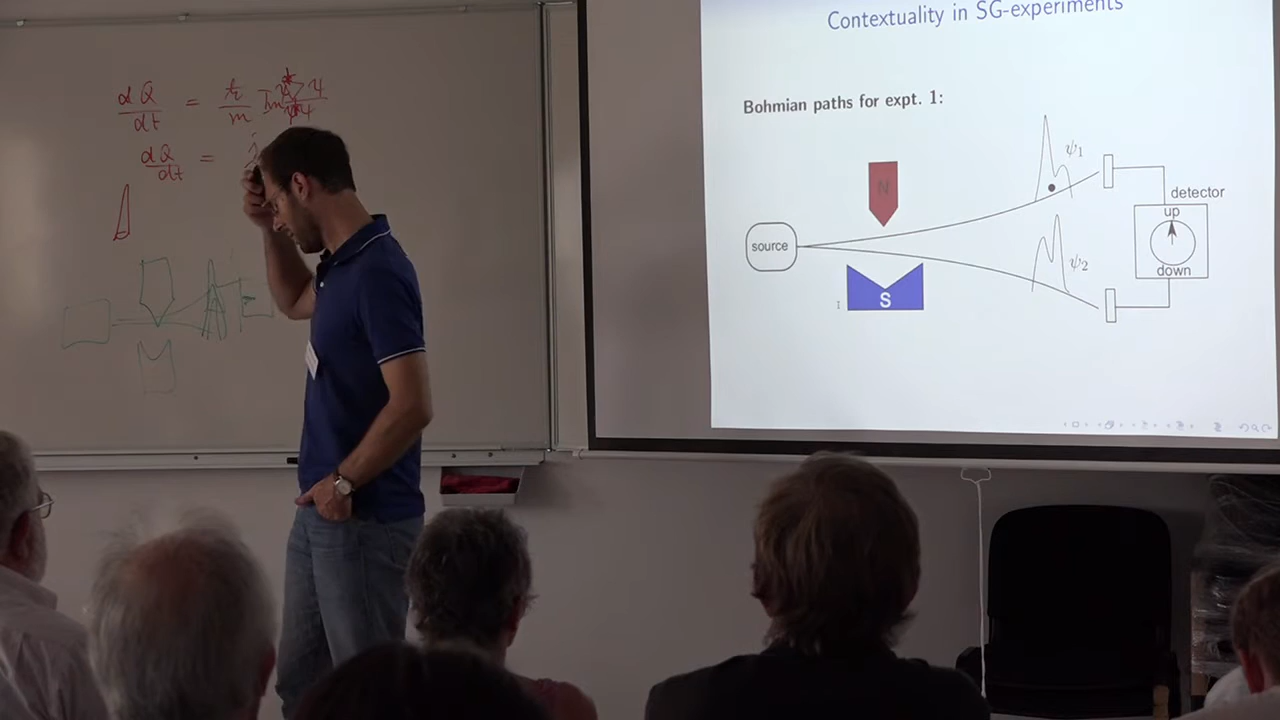 dQ/dt = ħ/m Im ψ*∇ψ/ψ*ψ
dQ/dt =
Contextuality in SG-experiments
Bohmian paths for expt. 1:
N
ψ₁
detector
up
source
ψ₂
down
S